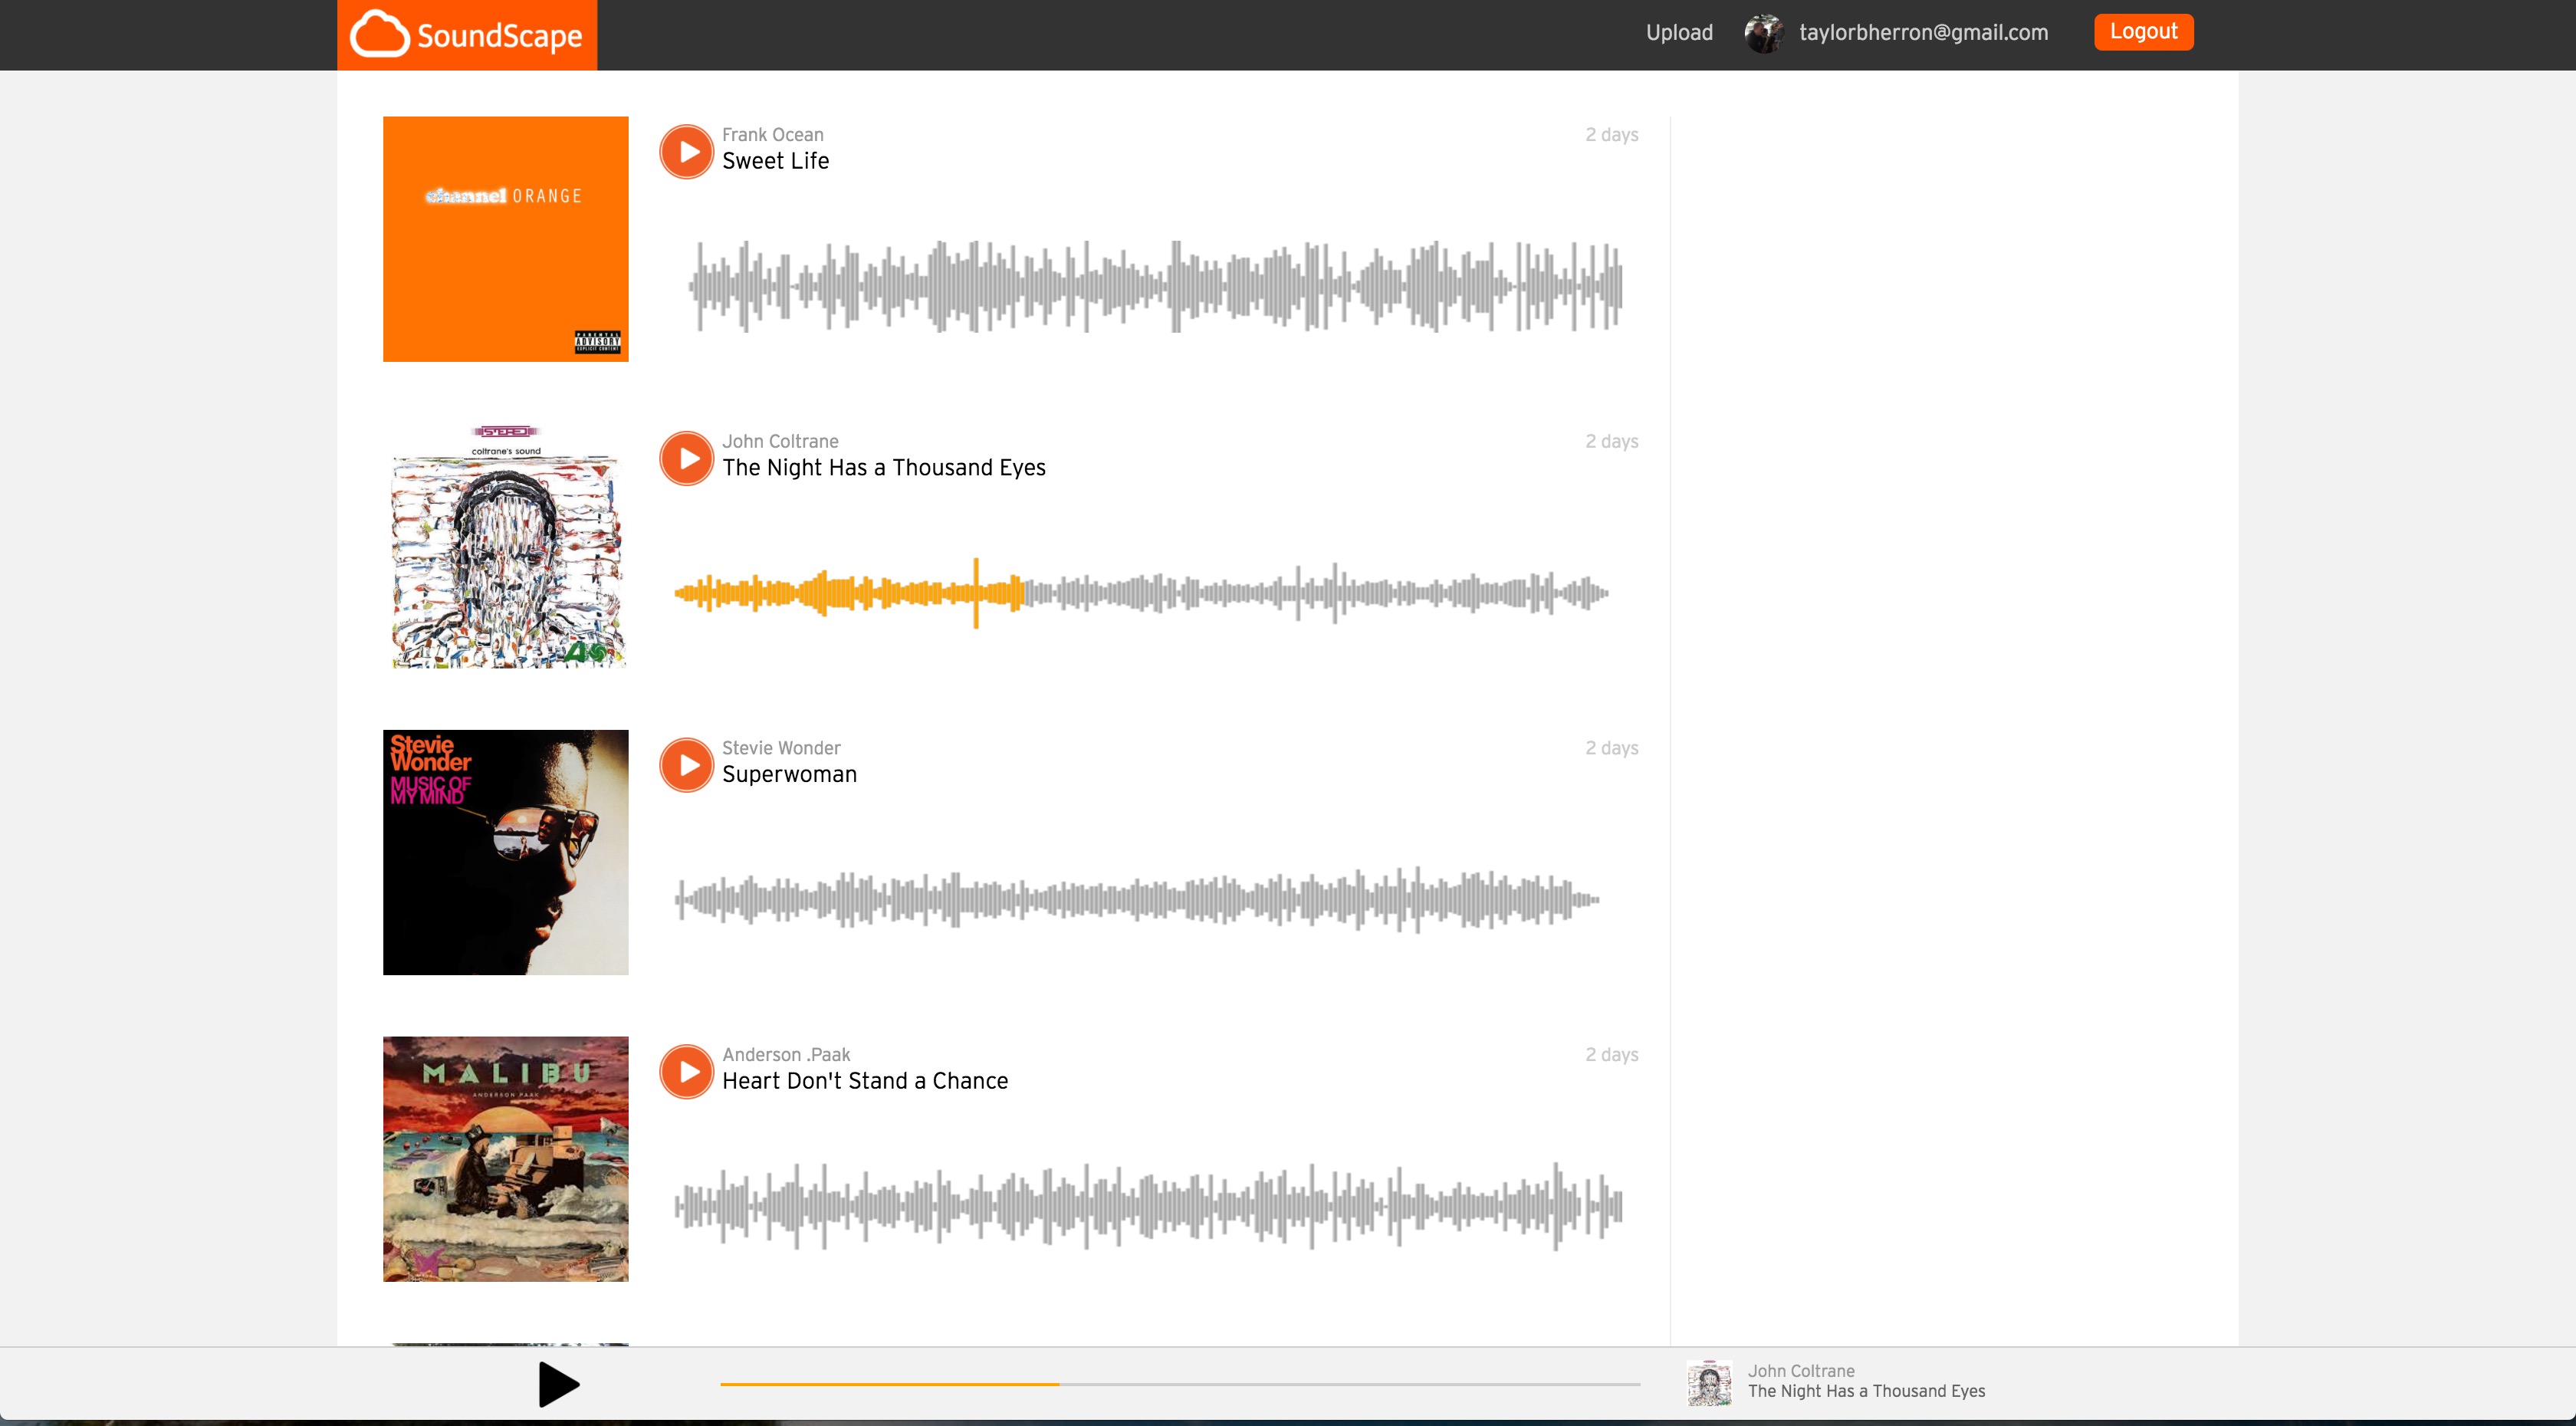 SoundScape
Upload
taylorbherron@gmail.com
Logout
channel ORANGE
PARENTAL
ADVISORY
EXPLICIT CONTENT
Frank Ocean
2 days
Sweet Life
STEREO
coltrane's sound
John Coltrane
2 days
The Night Has a Thousand Eyes
Stevie
Wonder
MUSIC OF
MY MIND
Stevie Wonder
2 days
Superwoman
MALIBU
ANDERSON PAAK
Anderson .Paak
2 days
Heart Don't Stand a Chance
John Coltrane
The Night Has a Thousand Eyes